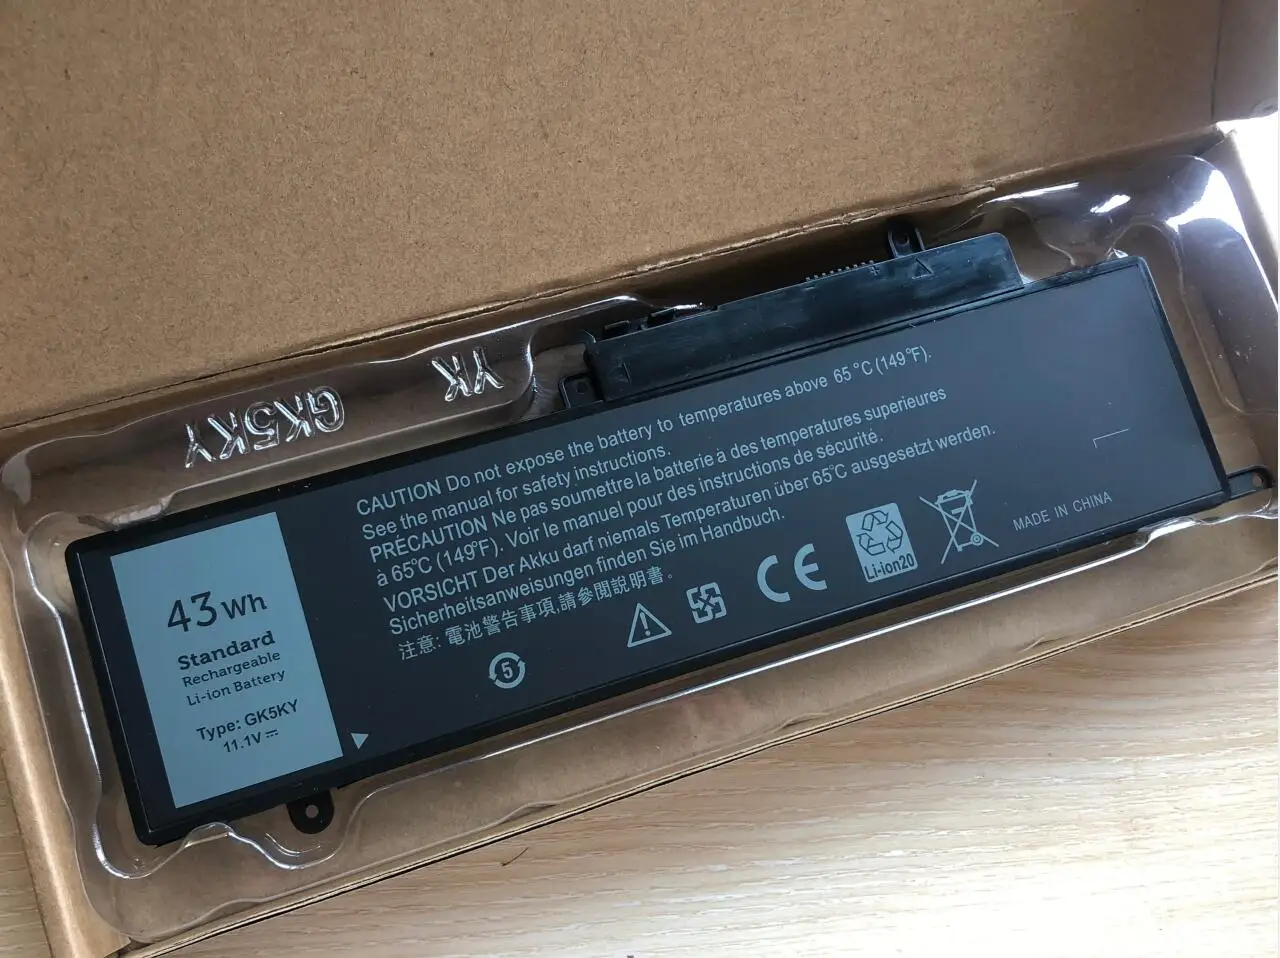 YK
GK5KY
CAUTION Do not expose the battery to temperatures above 65°C (149°F).
See the manual for safety instructions.
PRÉCAUTION Ne pas soumettre la batterie à des temperatures superieures
à 65°C (149°F). Voir le manuel pour des instructions de sécurité.
VORSICHT Der Akku darf niemals Temperaturen über 65°C ausgesetzt werden.
Sicherheitsanweisungen finden Sie im Handbuch.
注意: 電池警告事項,請參閱說明書。
43 Wh
Standard
Rechargeable
Li-ion Battery
Type: GK5KY
11.1V ⎓
5
CE
Li-ion20
MADE IN CHINA